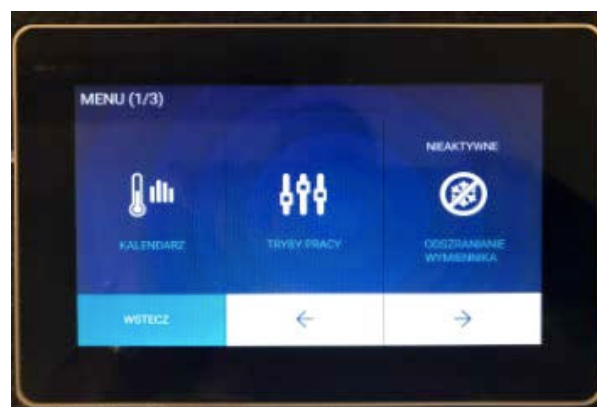 MENU (1/3)
NIEAKTYWNE
KALENDARZ
TRYBY PRACY
ODSZRANIANIE
WYMIENNIKA
WSTECZ